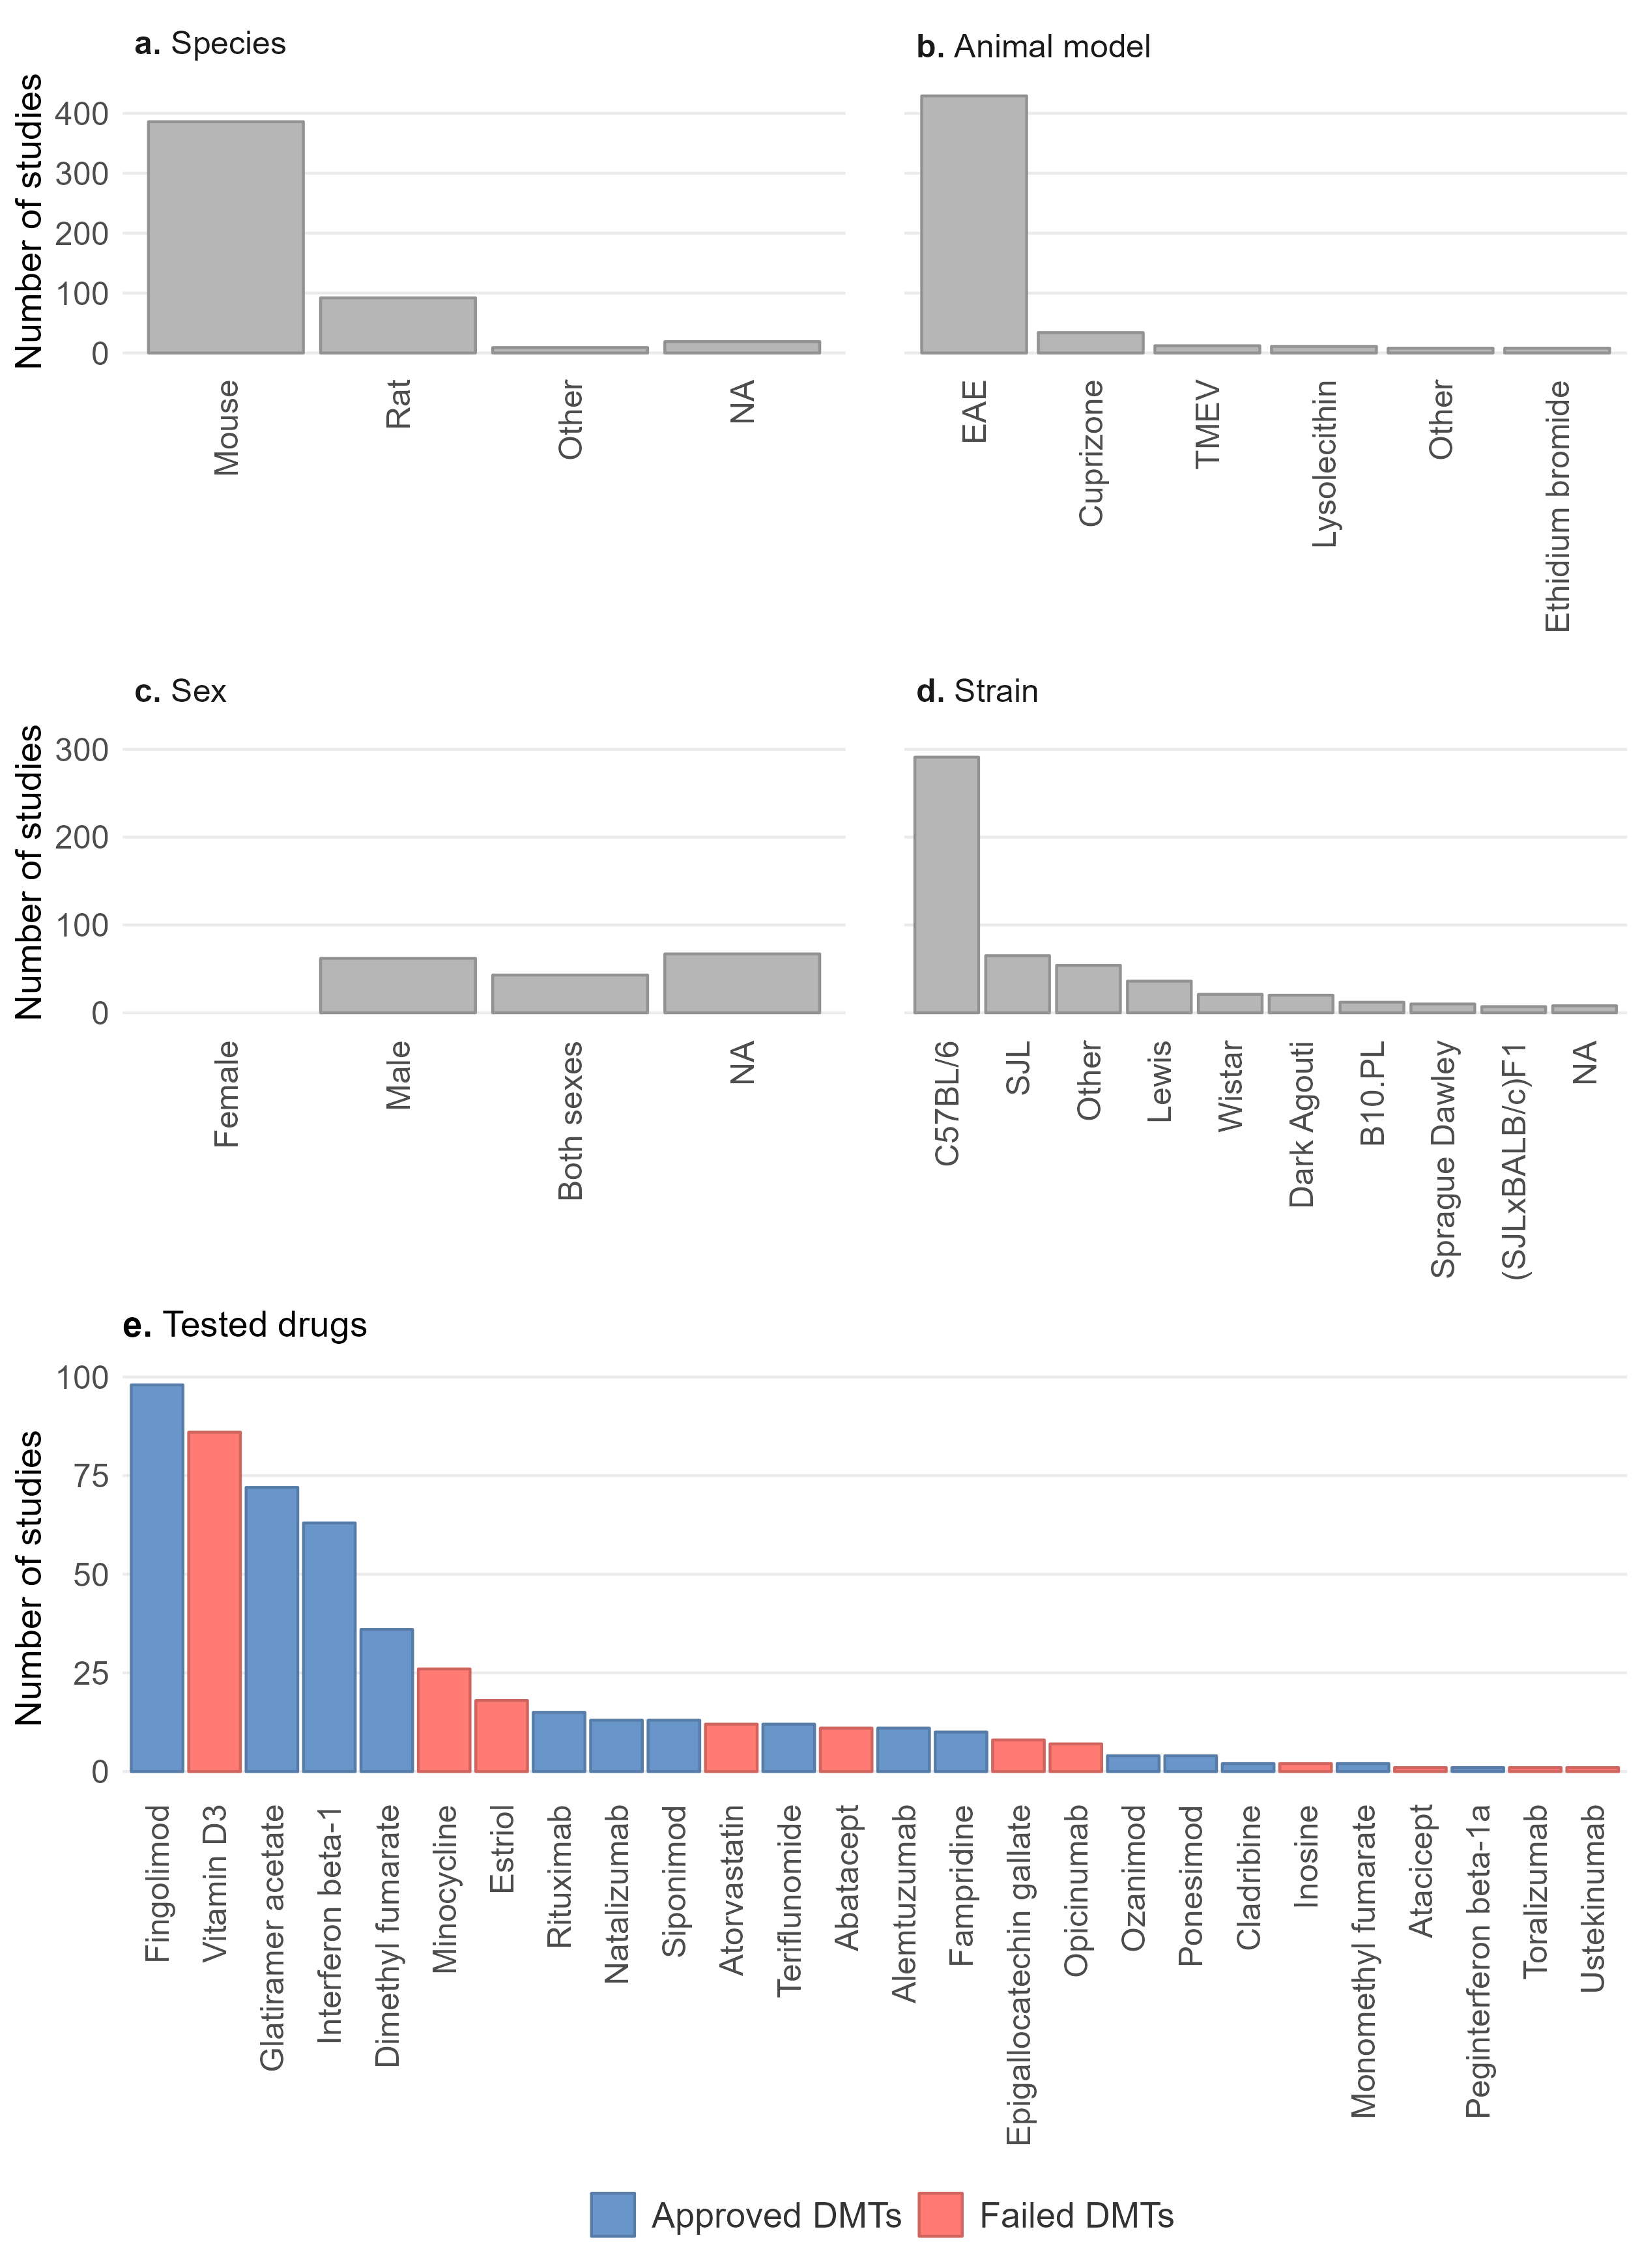 a. Species
Number of studies
400
300
200
100
0
Mouse
Rat
Other
NA
b. Animal model
EAE
Cuprizone
TMEV
Lysolecithin
Other
Ethidium bromide
c. Sex
Number of studies
300
200
100
0
Female
Male
Both sexes
NA
d. Strain
C57BL/6
SJL
Other
Lewis
Wistar
Dark Agouti
B10.PL
Sprague Dawley
(SJLxBALB/c)F1
NA
e. Tested drugs
Number of studies
100
75
50
25
0
Fingolimod
Vitamin D3
Glatiramer acetate
Interferon beta-1
Dimethyl fumarate
Minocycline
Estriol
Rituximab
Natalizumab
Siponimod
Atorvastatin
Teriflunomide
Abatacept
Alemtuzumab
Fampridine
Epigallocatechin gallate
Opicinumab
Ozanimod
Ponesimod
Cladribine
Inosine
Monomethyl fumarate
Atacicept
Peginterferon beta-1a
Toralizumab
Ustekinumab
Approved DMTs
Failed DMTs